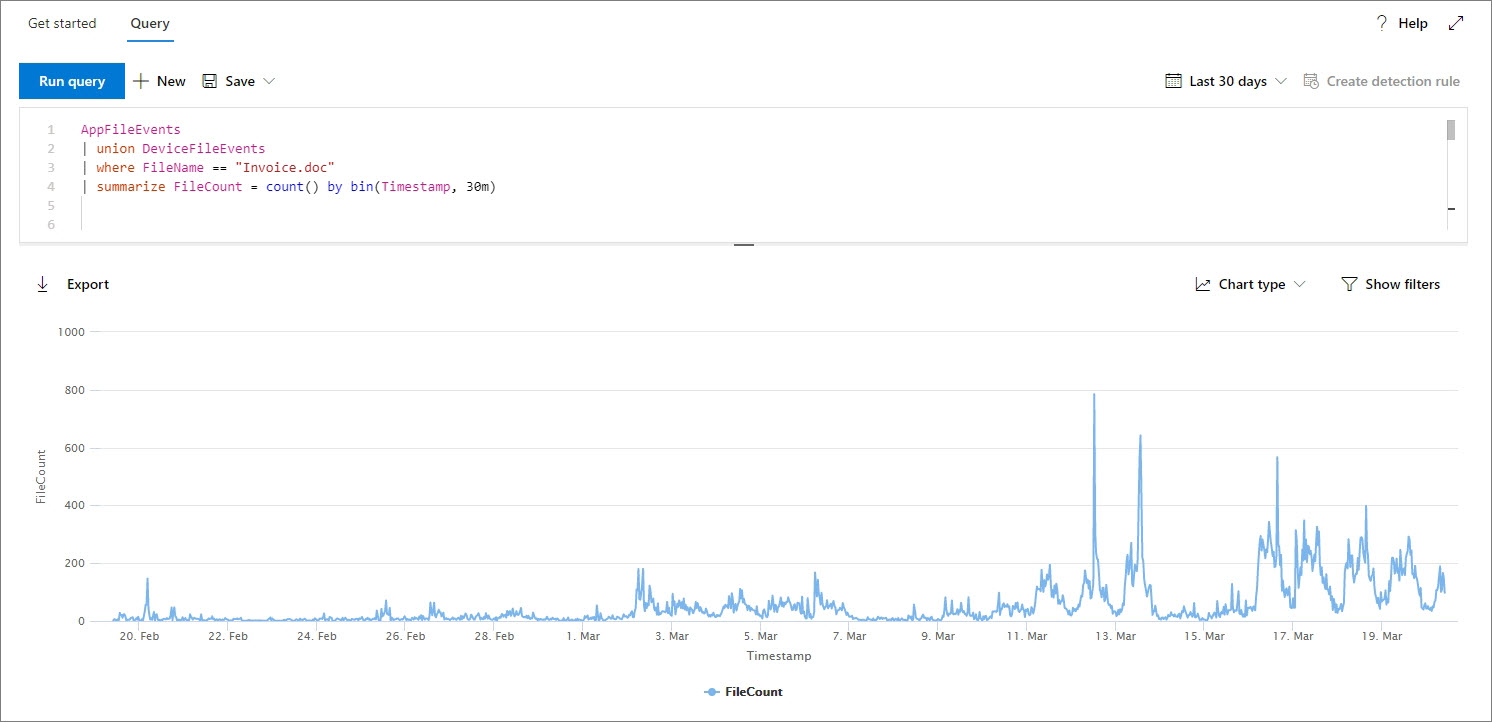 Get started Query ? Help
Run query + New Save Last 30 days Create detection rule
1 AppFileEvents
2 | union DeviceFileEvents
3 | where FileName == "Invoice.doc"
4 | summarize FileCount = count() by bin(Timestamp, 30m)
5
6
Export Chart type Show filters
1000
800
600
400
200
0
FileCount
20. Feb 22. Feb 24. Feb 26. Feb 28. Feb 1. Mar 3. Mar 5. Mar 7. Mar 9. Mar 11. Mar 13. Mar 15. Mar 17. Mar 19. Mar
Timestamp
FileCount